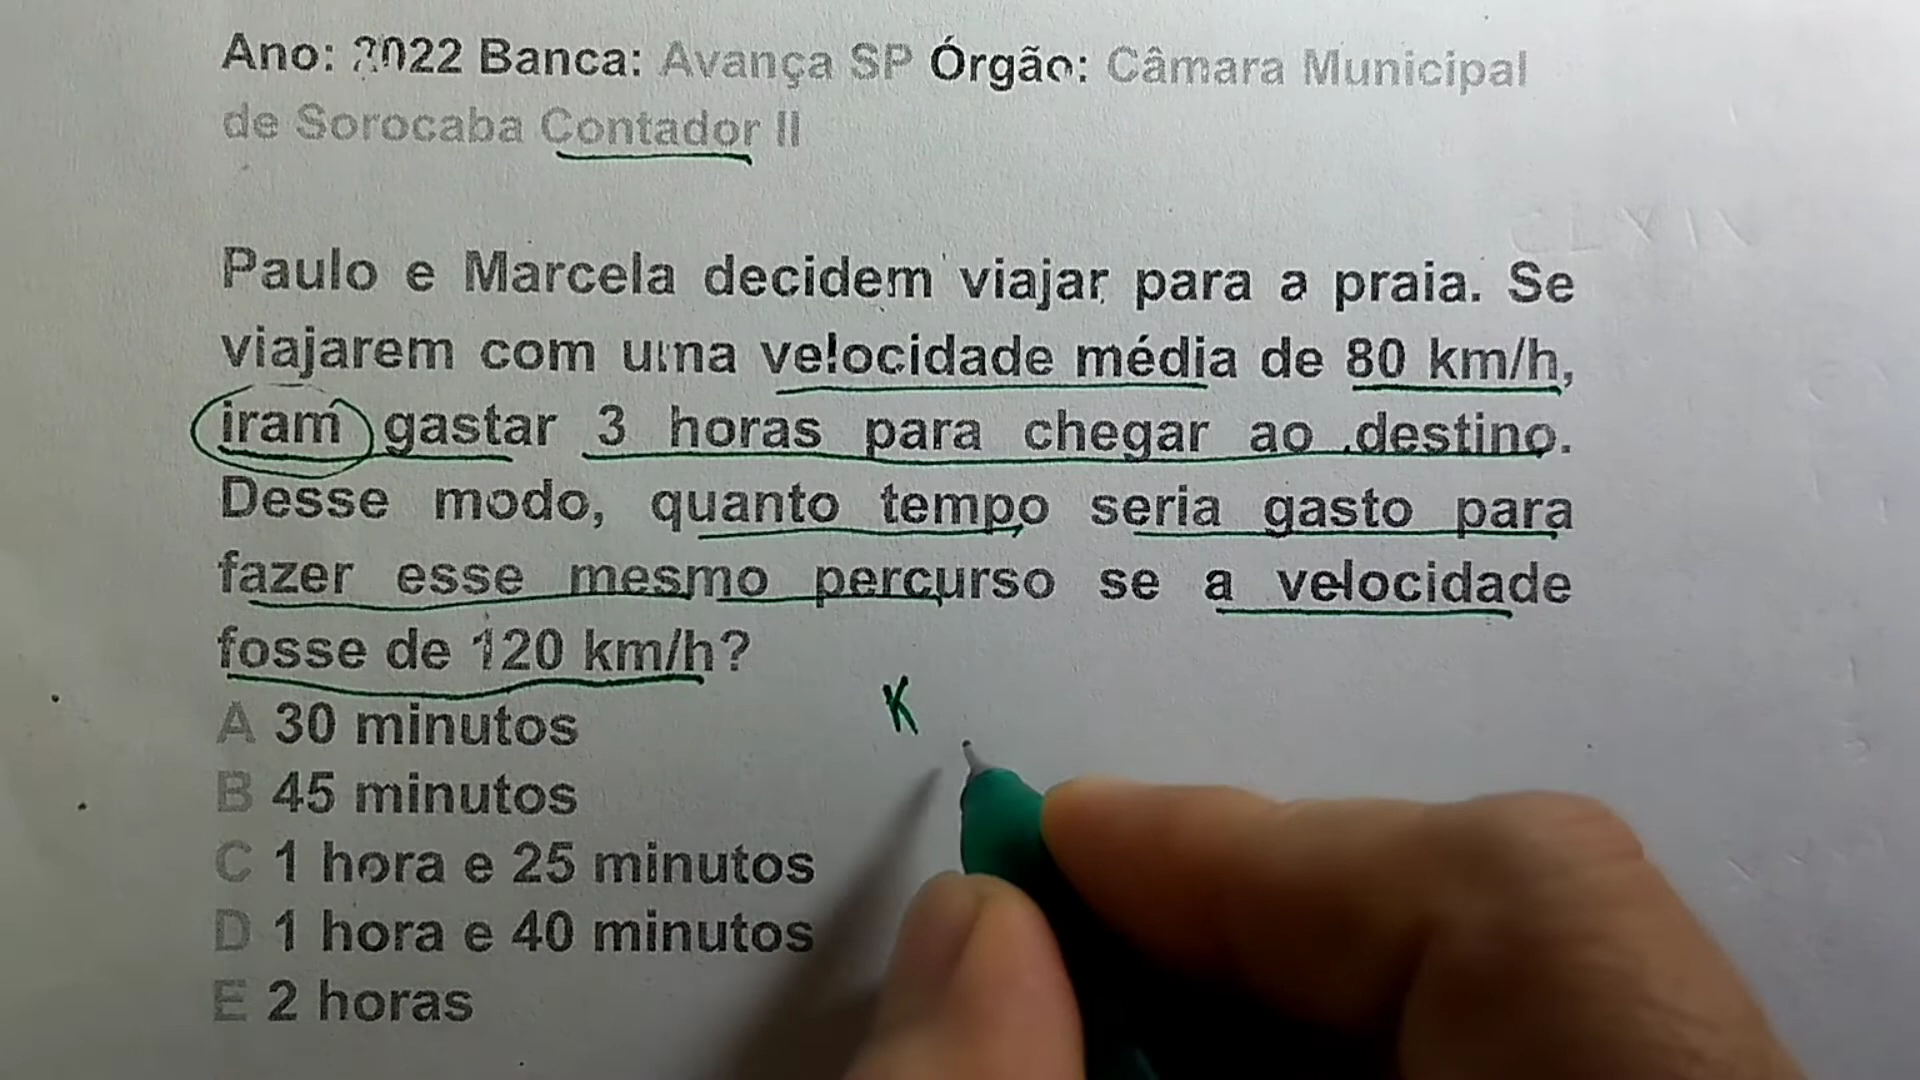 Ano: 2022 Banca: Avança SP Órgão: Câmara Municipal
de Sorocaba Contador II
Paulo e Marcela decidem viajar para a praia. Se
viajarem com uma velocidade média de 80 km/h,
iram gastar 3 horas para chegar ao destino.
Desse modo, quanto tempo seria gasto para
fazer esse mesmo percurso se a velocidade
fosse de 120 km/h?
K
A 30 minutos
B 45 minutos
C 1 hora e 25 minutos
D 1 hora e 40 minutos
E 2 horas